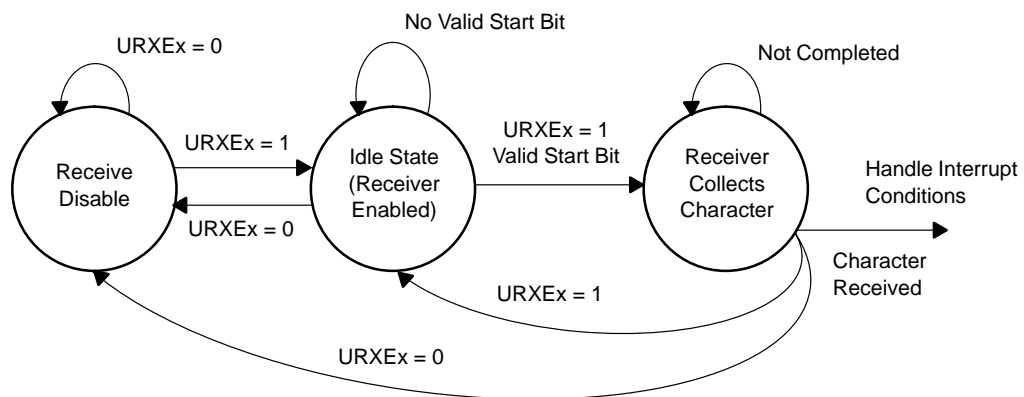 No Valid Start Bit
URXEx = 0
Not Completed
URXEx = 1
URXEx = 1
Valid Start Bit
Receive
Disable
Idle State
(Receiver
Enabled)
Receiver
Collects
Character
Handle Interrupt
Conditions
URXEx = 0
Character
Received
URXEx = 1
URXEx = 0